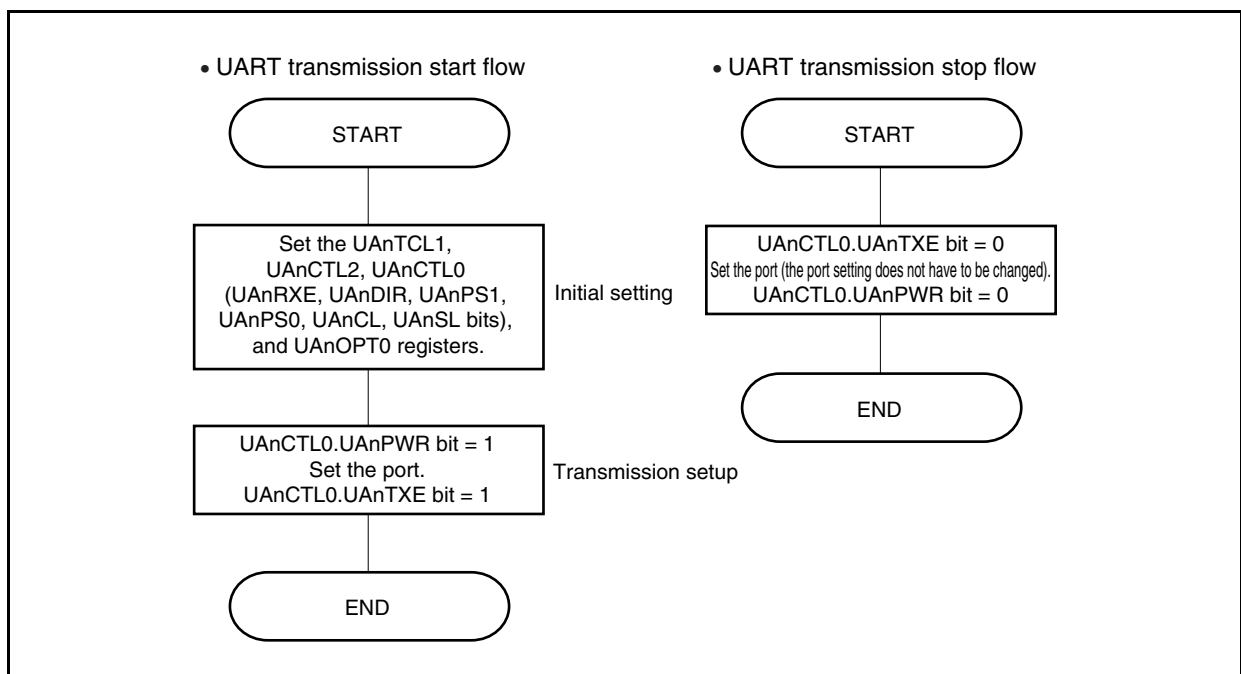 • UART transmission start flow
START
Set the UAnTCL1,
UAnCTL2, UAnCTL0
(UAnRXE, UAnDIR, UAnPS1,
UAnPS0, UAnCL, UAnSL bits),
and UAnOPT0 registers.
Initial setting
UAnCTL0.UAnPWR bit = 1
Set the port.
UAnCTL0.UAnTXE bit = 1
Transmission setup
END
• UART transmission stop flow
START
UAnCTL0.UAnTXE bit = 0
Set the port (the port setting does not have to be changed).
UAnCTL0.UAnPWR bit = 0
END